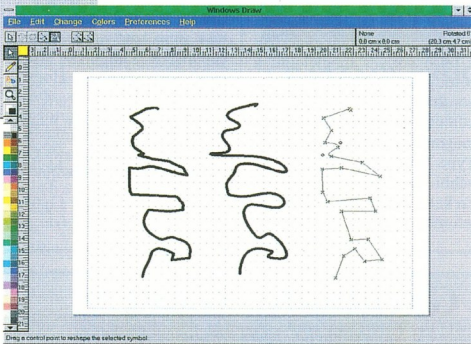 Windows Draw
File Edit Change Colors Preferences Help
None
0,0 cm x 0,0 cm
(20,3 cm 4,7 cm
Drag a control point to reshape the selected symbol.